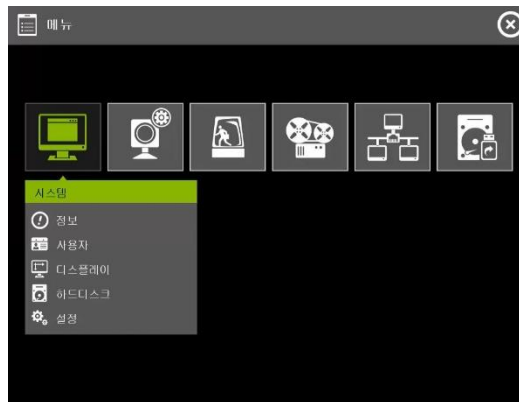 메뉴
시스템
정보
사용자
디스플레이
하드디스크
설정